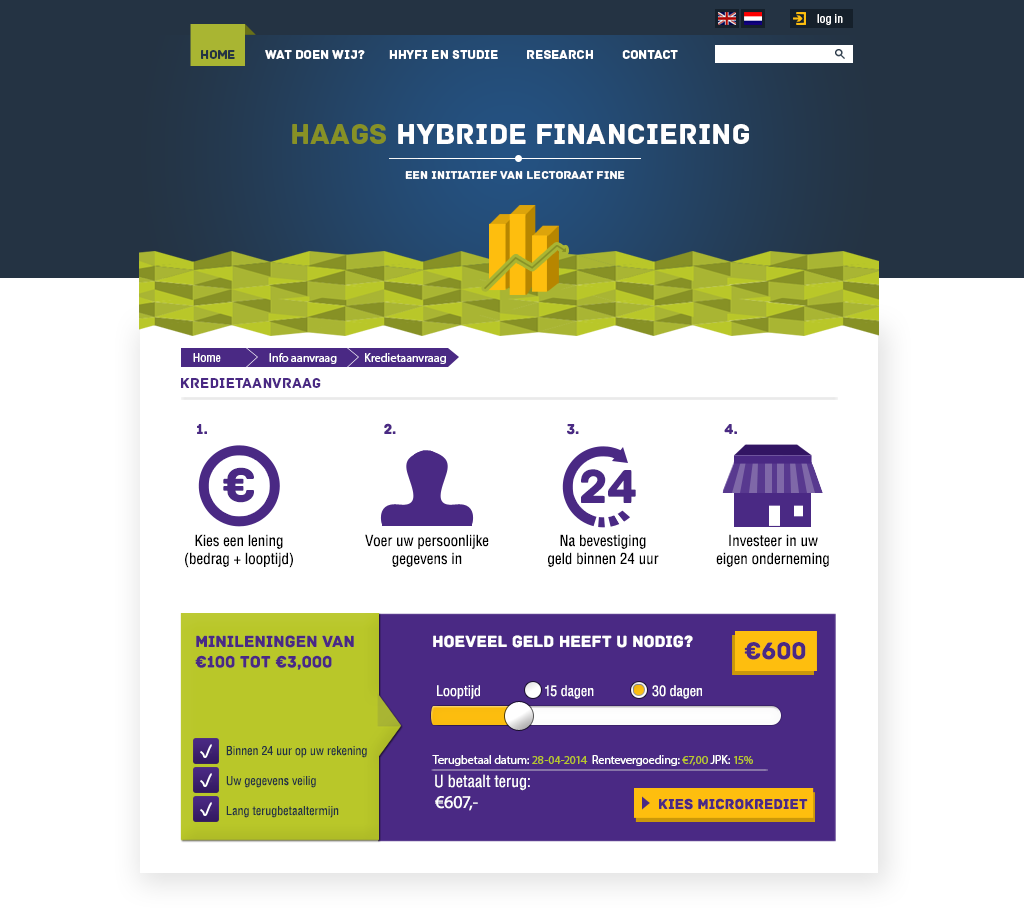 log in
HOME WAT DOEN WIJ? HHYFI EN STUDIE RESEARCH CONTACT
HAAGS HYBRIDE FINANCIERING
EEN INITIATIEF VAN LECTORAAT FINE
Home Info aanvraag Kredietaanvraag
KREDIETAANVRAAG
1.
€
Kies een lening
(bedrag + looptijd)
2.
Voer uw persoonlijke
gegevens in
3.
24
Na bevestiging
geld binnen 24 uur
4.
Investeer in uw
eigen onderneming
MINILENINGEN VAN
€100 TOT €3,000
Binnen 24 uur op uw rekening
Uw gegevens veilig
Lang terugbetaaltermijn
HOEVEEL GELD HEEFT U NODIG?
€600
Looptijd 15 dagen 30 dagen
Terugbetaal datum: 28-04-2014 Rentevergoeding: €7,00 JPK: 15%
U betaalt terug:
€607,-
KIES MICROKREDIET